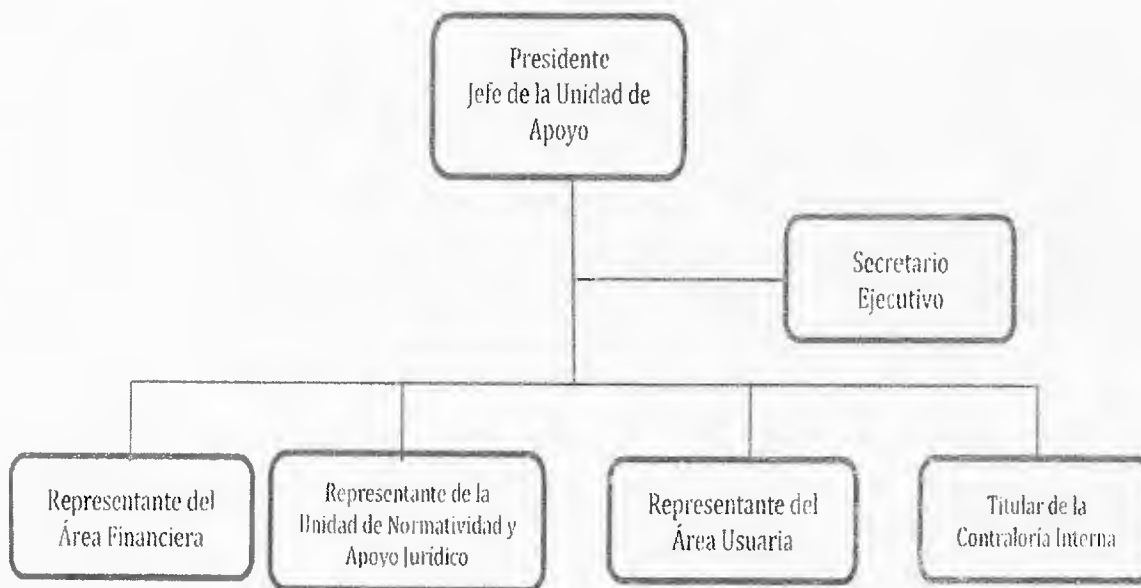 Presidente
Jefe de la Unidad de
Apoyo
Secretario
Ejecutivo
Representante del
Área Financiera
Representante de la
Unidad de Normatividad y
Apoyo Jurídico
Representante del
Área Usuaria
Titular de la
Contraloría Interna